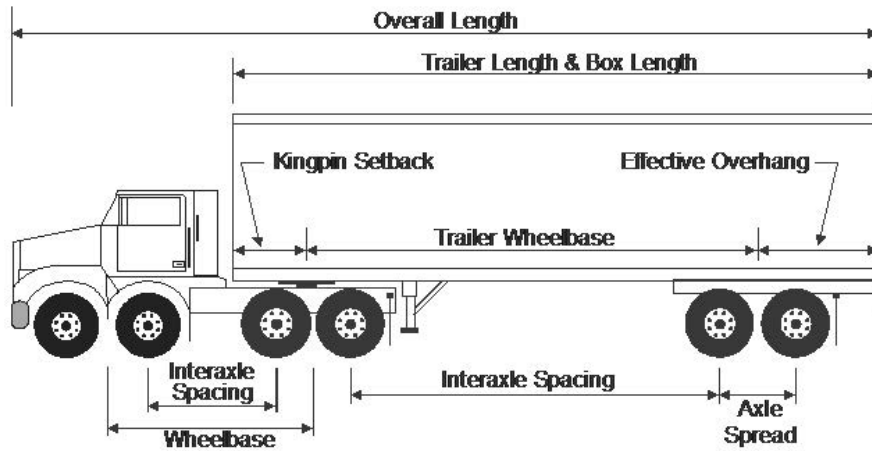 Overall Length
Trailer Length & Box Length
Kingpin Setback
Effective Overhang
Trailer Wheelbase
Interaxle
Spacing
Interaxle Spacing
Axle
Spread
Wheelbase